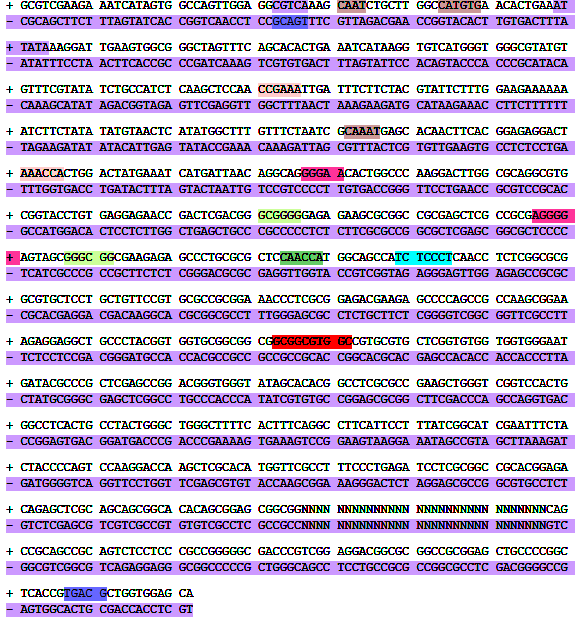 + GCGTCGAAGA AATCATAGTG GCCAGTTGGA GGCGTCAAAG CAATCTGCTT GGCCATGTGA ACACTGAAAT
- CGCAGCTTCT TTAGTATCAC CGGTCAACCT CCGCAGTTTC GTTAGACGAA CCGGTACACT TGTGACTTTA
+ TATAAAGGAT TGAAGTGGCG GGCTAGTTTC AGCACACTGA AATCATAAGG TGTCATGGGT GGGCGTATGT
- ATATTTCCTA ACTTCACCGC CCGATCAAAG TCGTGTGACT TTAGTATTCC ACAGTACCCA CCCGCATACA
+ GTTTCGTATA TCTGCCATCT CAAGCTCCAA CCGAAATTGA TTTCTTCTAC GTATTCTTTG GAAGAAAAAA
- CAAAGCATAT AGACGGTAGA GTTCGAGGTT GGCTTTAACT AAAGAAGATG CATAAGAAAC CTTCTTTTTT
+ ATCTTCTATA TATGTAACTC ATATGGCTTT GTTTCTAATC GCAAATGAGC ACAACTTCAC GGAGAGGACT
- TAGAAGATAT ATACATTGAG TATACCGAAA CAAAGATTAG CGTTTACTCG TGTTGAAGTG CCTCTCCTGA
+ AAACCACTGG ACTATGAAAT CATGATTAAC AGGCAGGGGA ACACTGGCCC AAGGACTTGG CGCAGGCGTG
- TTTGGTGACC TGATACTTTA GTACTAATTG TCCGTCCCCT TGTGACCGGG TTCCTGAACC GCGTCCGCAC
+ CGGTACCTGT GAGGAGAACC GACTCGACGG GCGGGGGAGA GAAGCGCGGC CGCGAGCTCG CCGCGAGGGG
- GCCATGGACA CTCCTCTTGG CTGAGCTGCC CGCCCCCTCT CTTCGCGCCG GCGCTCGAGC GGCGCTCCCC
+ AGTAGCGGGC GGCGAAGAGA GCCCTGCGCG CTCCAACCAT GGCAGCCATC TCCCTCAACC TCTCGGCGCG
- TCATCGCCCG CCGCTTCTCT CGGGACGCGC GAGGTTGGTA CCGTCGGTAG AGGGAGTTGG AGAGCCGCGC
+ GCGTGCTCCT GCTGTTCCGT GCGCCGCGGA AACCCTCGCG GAGACGAAGA GCCCCAGCCG CCAAGCGGAA
- CGCACGAGGA CGACAAGGCA CGCGGCGCCT TTGGGAGCGC CTCTGCTTCT CGGGGTCGGC GGTTCGCCTT
+ AGAGGAGGCT GCCCTACGGT GGTGCGGCGG CGGCGGCGTG GCCGTGCGTG CTCGGTGTGG TGGTGGGAAT
- TCTCCTCCGA CGGGATGCCA CCACGCCGCC GCCGCCGCAC CGGCACGCAC GAGCCACACC ACCACCCTTA
+ GATACGCCCG CTCGAGCCGG ACGGGTGGGT ATAGCACACG GCCTCGCGCC GAAGCTGGGT CGGTCCACTG
- CTATGCGGGC GAGCTCGGCC TGCCCACCCA TATCGTGTGC CGGAGCGCGG CTTCGACCCA GCCAGGTGAC
+ GGCCTCACTG CCTACTGGGC TGGGCTTTTC ACTTTCAGGC CTTCATTCCT TTATCGGCAT CGAATTTCTA
- CCGGAGTGAC GGATGACCCG ACCCGAAAAG TGAAAGTCCG GAAGTAAGGA AATAGCCGTA GCTTAAAGAT
+ CTACCCCAGT CCAAGGACCA AGCTCGCACA TGGTTCGCCT TTCCCTGAGA TCCTCGCGGC CGCACGGAGA
- GATGGGGTCA GGTTCCTGGT TCGAGCGTGT ACCAAGCGGA AAGGGACTCT AGGAGCGCCG GCGTGCCTCT
+ CAGAGCTCGC AGCAGCGGCA CACAGCGGAG CGGCGGNNNN NNNNNNNNNN NNNNNNNNNN NNNNNNNCAG
- GTCTCGAGCG TCGTCGCCGT GTGTCGCCTC GCCGCCNNNN NNNNNNNNNN NNNNNNNNNN NNNNNNNGTC
+ CCGCAGCCGC AGTCTCCTCC CGCCGGGGGC GACCCGTCGG AGGACGGCGC GGCCGCGGAG CTGCCCCGGC
- GGCGTCGGCG TCAGAGGAGG GCGGCCCCCG CTGGGCAGCC TCCTGCCGCG CCGGCGCCTC GACGGGGCCG
+ TCACCGTGAC GCTGGTGGAG CA
- AGTGGCACTG CGACCACCTC GT